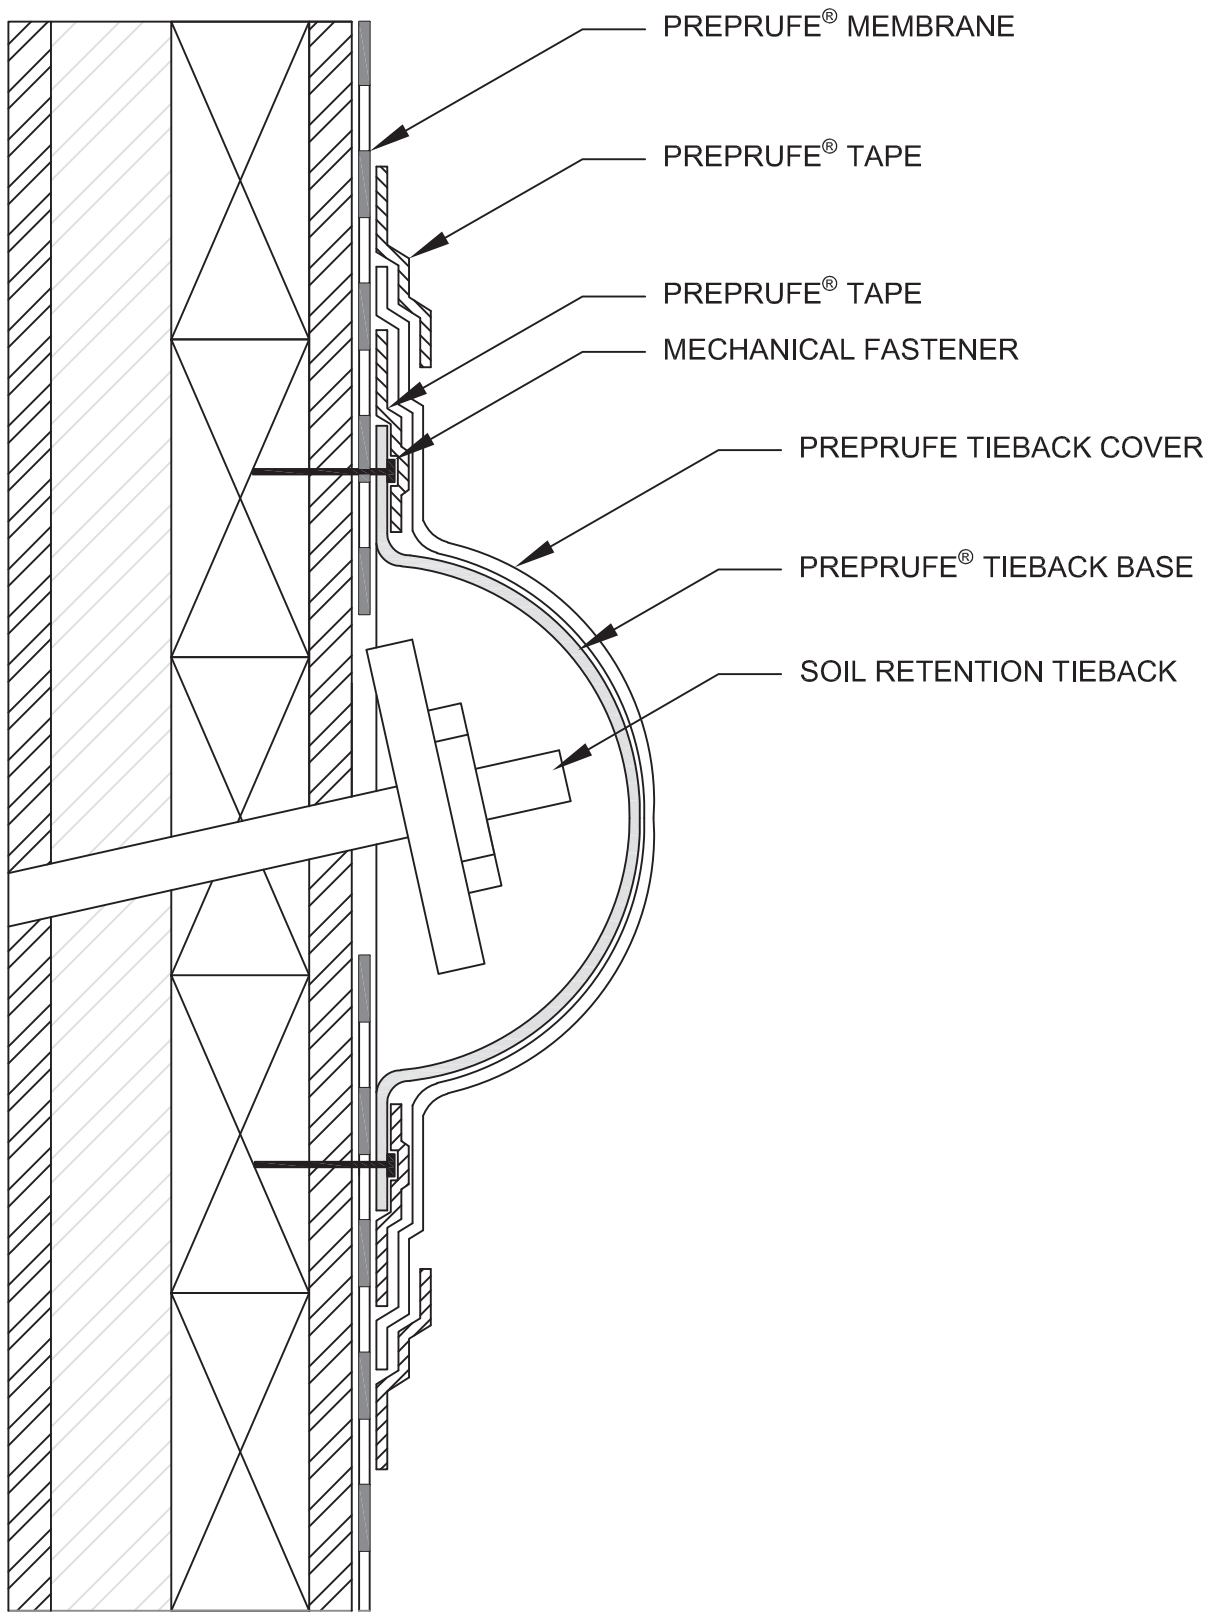 PREPRUFE® MEMBRANE
PREPRUFE® TAPE
PREPRUFE® TAPE
MECHANICAL FASTENER
PREPRUFE TIEBACK COVER
PREPRUFE® TIEBACK BASE
SOIL RETENTION TIEBACK